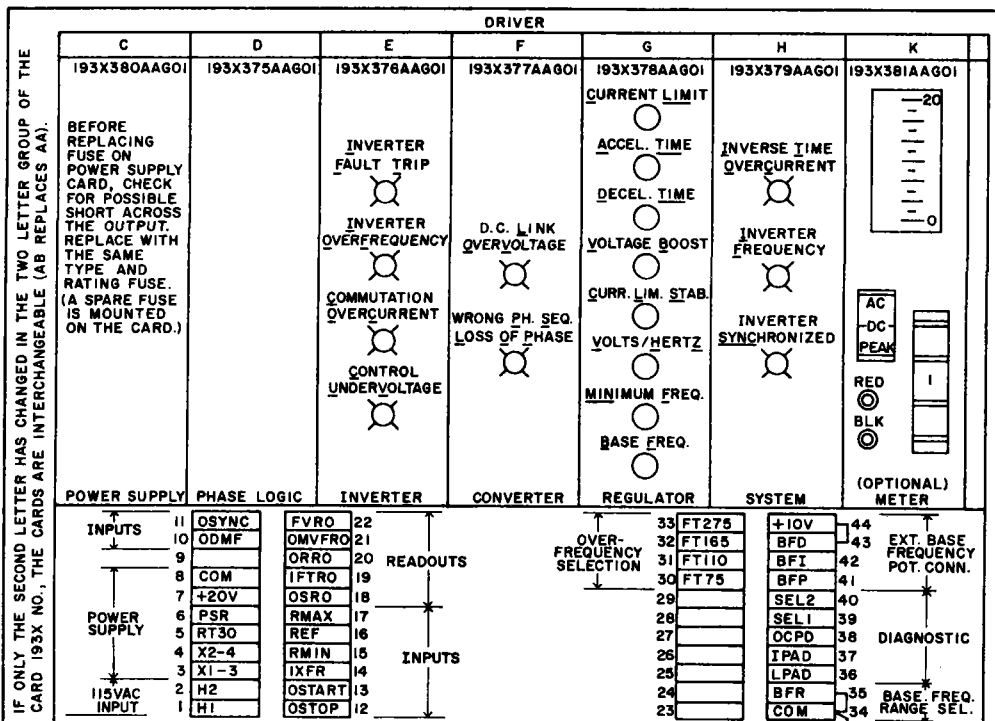 DRIVER
IF ONLY THE SECOND LETTER HAS CHANGED IN THE TWO LETTER GROUP OF THE
CARD 193X NO., THE CARDS ARE INTERCHANGEABLE (AB REPLACES AA).
C D E F G H K
193X380AAG01 193X375AAG01 193X376AAG01 193X377AAG01 193X378AAG01 193X379AAG01 193X381AAG01
BEFORE
REPLACING
FUSE ON
POWER SUPPLY
CARD, CHECK
FOR POSSIBLE
SHORT ACROSS
THE OUTPUT.
REPLACE WITH
THE SAME
TYPE AND
RATING FUSE.
(A SPARE FUSE
IS MOUNTED
ON THE CARD.)
POWER SUPPLY
PHASE LOGIC
INVERTER
FAULT TRIP
INVERTER
OVERFREQUENCY
COMMUTATION
OVERCURRENT
CONTROL
UNDERVOLTAGE
INVERTER
D.C. LINK
OVERVOLTAGE
WRONG PH. SEQ.
LOSS OF PHASE
CONVERTER
CURRENT LIMIT
ACCEL. TIME
DECEL. TIME
VOLTAGE BOOST
CURR. LIM. STAB.
VOLTS/HERTZ
MINIMUM FREQ.
BASE FREQ.
REGULATOR
INVERSE TIME
OVERCURRENT
INVERTER
FREQUENCY
INVERTER
SYNCHRONIZED
SYSTEM
20
0
AC
DC
PEAK
I
RED
BLK
(OPTIONAL)
METER
INPUTS
POWER
SUPPLY
115VAC
INPUT
11 OSYNC FVRO 22
10 ODMF OMVFRO 21
9 ORRO 20
8 COM IFTRO 19
7 +20V OSRO 18
6 PSR RMAX 17
5 RT30 REF 16
4 X2-4 RMIN 15
3 X1-3 IXFR 14
2 H2 OSTART 13
1 H1 OSTOP 12
READOUTS
INPUTS
OVER-
FREQUENCY
SELECTION
33 FT275 +10V 44
32 FT165 BFD 43
31 FT110 BFI 42
30 FT75 BFP 41
29 SEL2 40
28 SEL1 39
27 OCPD 38
26 IPAD 37
25 LPAD 36
24 BFR 35
23 COM 34
EXT. BASE
FREQUENCY
POT. CONN.
DIAGNOSTIC
BASE. FREQ.
RANGE SEL.